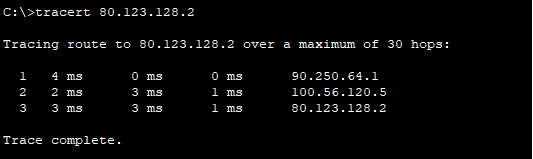 C:\>tracert 80.123.128.2
Tracing route to 80.123.128.2 over a maximum of 30 hops:
1 4 ms 0 ms 0 ms 90.250.64.1
2 2 ms 3 ms 1 ms 100.56.120.5
3 3 ms 3 ms 1 ms 80.123.128.2
Trace complete.